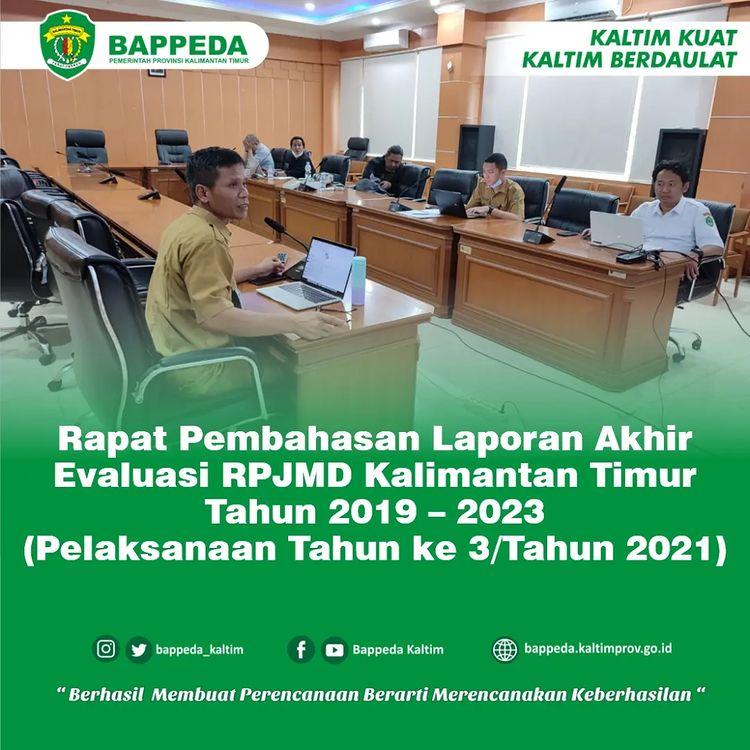 BAPPEDA
PEMERINTAH PROVINSI KALIMANTAN TIMUR
KALTIM KUAT
KALTIM BERDAULAT
Rapat Pembahasan Laporan Akhir
Evaluasi RPJMD Kalimantan Timur
Tahun 2019 – 2023
(Pelaksanaan Tahun ke 3/Tahun 2021)
bappeda_kaltim
Bappeda Kaltim
bappeda.kaltimprov.go.id
“ Berhasil Membuat Perencanaan Berarti Merencanakan Keberhasilan “